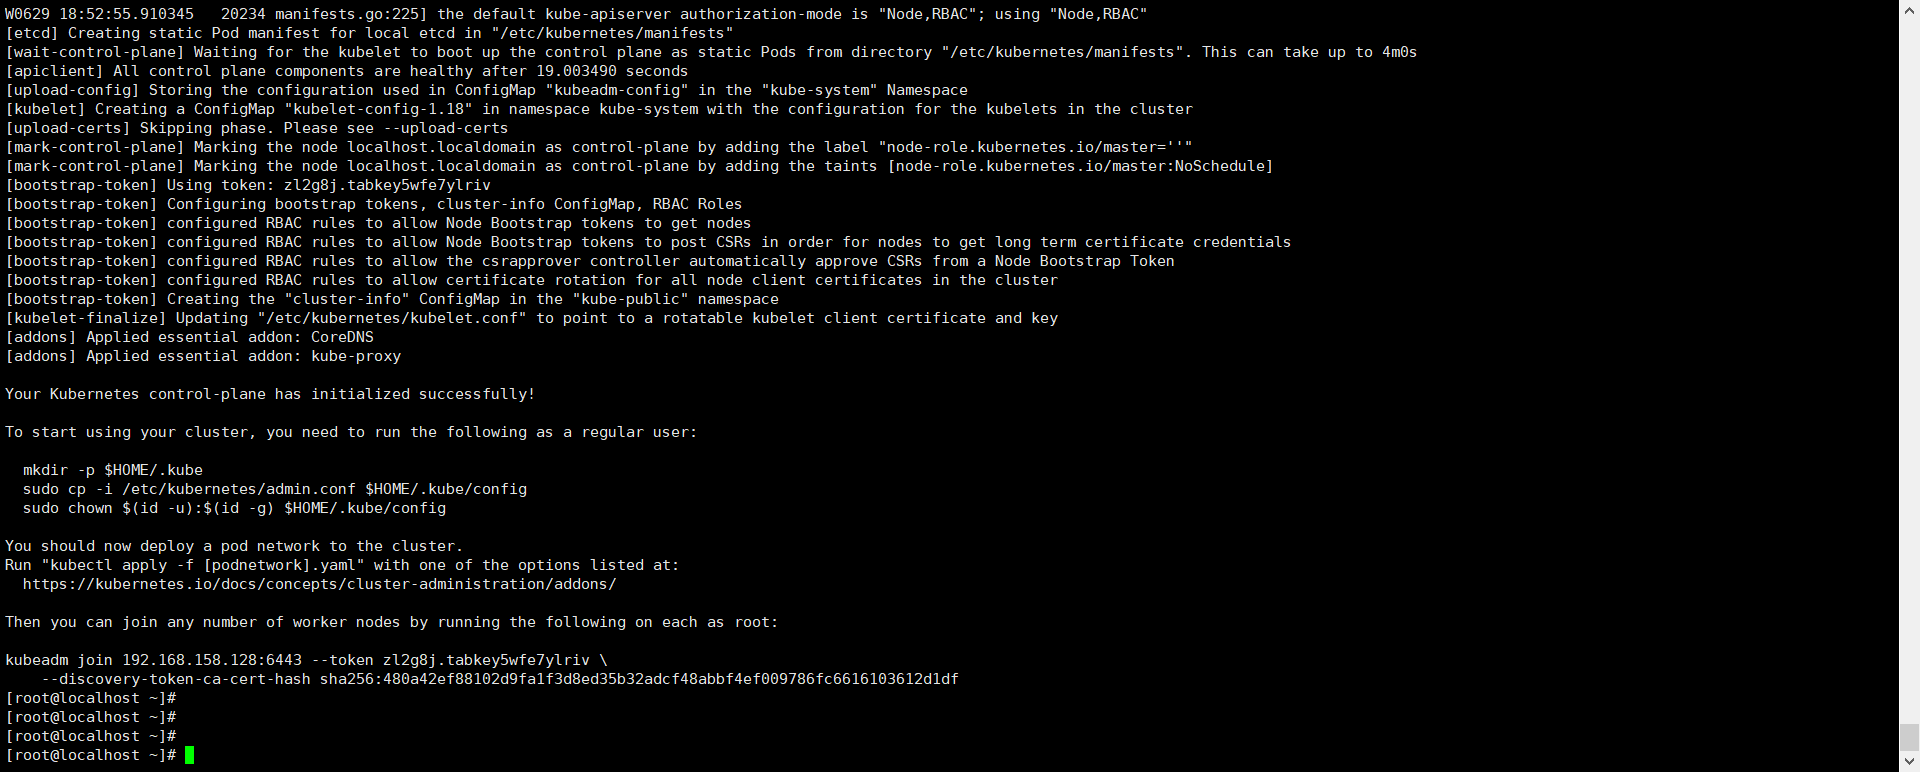 W0629 18:52:55.910345   20234 manifests.go:225] the default kube-apiserver authorization-mode is "Node,RBAC"; using "Node,RBAC"
[etcd] Creating static Pod manifest for local etcd in "/etc/kubernetes/manifests"
[wait-control-plane] Waiting for the kubelet to boot up the control plane as static Pods from directory "/etc/kubernetes/manifests". This can take up to 4m0s
[apiclient] All control plane components are healthy after 19.003490 seconds
[upload-config] Storing the configuration used in ConfigMap "kubeadm-config" in the "kube-system" Namespace
[kubelet] Creating a ConfigMap "kubelet-config-1.18" in namespace kube-system with the configuration for the kubelets in the cluster
[upload-certs] Skipping phase. Please see --upload-certs
[mark-control-plane] Marking the node localhost.localdomain as control-plane by adding the label "node-role.kubernetes.io/master=''"
[mark-control-plane] Marking the node localhost.localdomain as control-plane by adding the taints [node-role.kubernetes.io/master:NoSchedule]
[bootstrap-token] Using token: zl2g8j.tabkey5wfe7ylriv
[bootstrap-token] Configuring bootstrap tokens, cluster-info ConfigMap, RBAC Roles
[bootstrap-token] configured RBAC rules to allow Node Bootstrap tokens to get nodes
[bootstrap-token] configured RBAC rules to allow Node Bootstrap tokens to post CSRs in order for nodes to get long term certificate credentials
[bootstrap-token] configured RBAC rules to allow the csrapprover controller automatically approve CSRs from a Node Bootstrap Token
[bootstrap-token] configured RBAC rules to allow certificate rotation for all node client certificates in the cluster
[bootstrap-token] Creating the "cluster-info" ConfigMap in the "kube-public" namespace
[kubelet-finalize] Updating "/etc/kubernetes/kubelet.conf" to point to a rotatable kubelet client certificate and key
[addons] Applied essential addon: CoreDNS
[addons] Applied essential addon: kube-proxy

Your Kubernetes control-plane has initialized successfully!

To start using your cluster, you need to run the following as a regular user:

  mkdir -p $HOME/.kube
  sudo cp -i /etc/kubernetes/admin.conf $HOME/.kube/config
  sudo chown $(id -u):$(id -g) $HOME/.kube/config

You should now deploy a pod network to the cluster.
Run "kubectl apply -f [podnetwork].yaml" with one of the options listed at:
  https://kubernetes.io/docs/concepts/cluster-administration/addons/

Then you can join any number of worker nodes by running the following on each as root:

kubeadm join 192.168.158.128:6443 --token zl2g8j.tabkey5wfe7ylriv \
    --discovery-token-ca-cert-hash sha256:480a42ef88102d9fa1f3d8ed35b32adcf48abbf4ef009786fc6616103612d1df
[root@localhost ~]#
[root@localhost ~]#
[root@localhost ~]#
[root@localhost ~]#